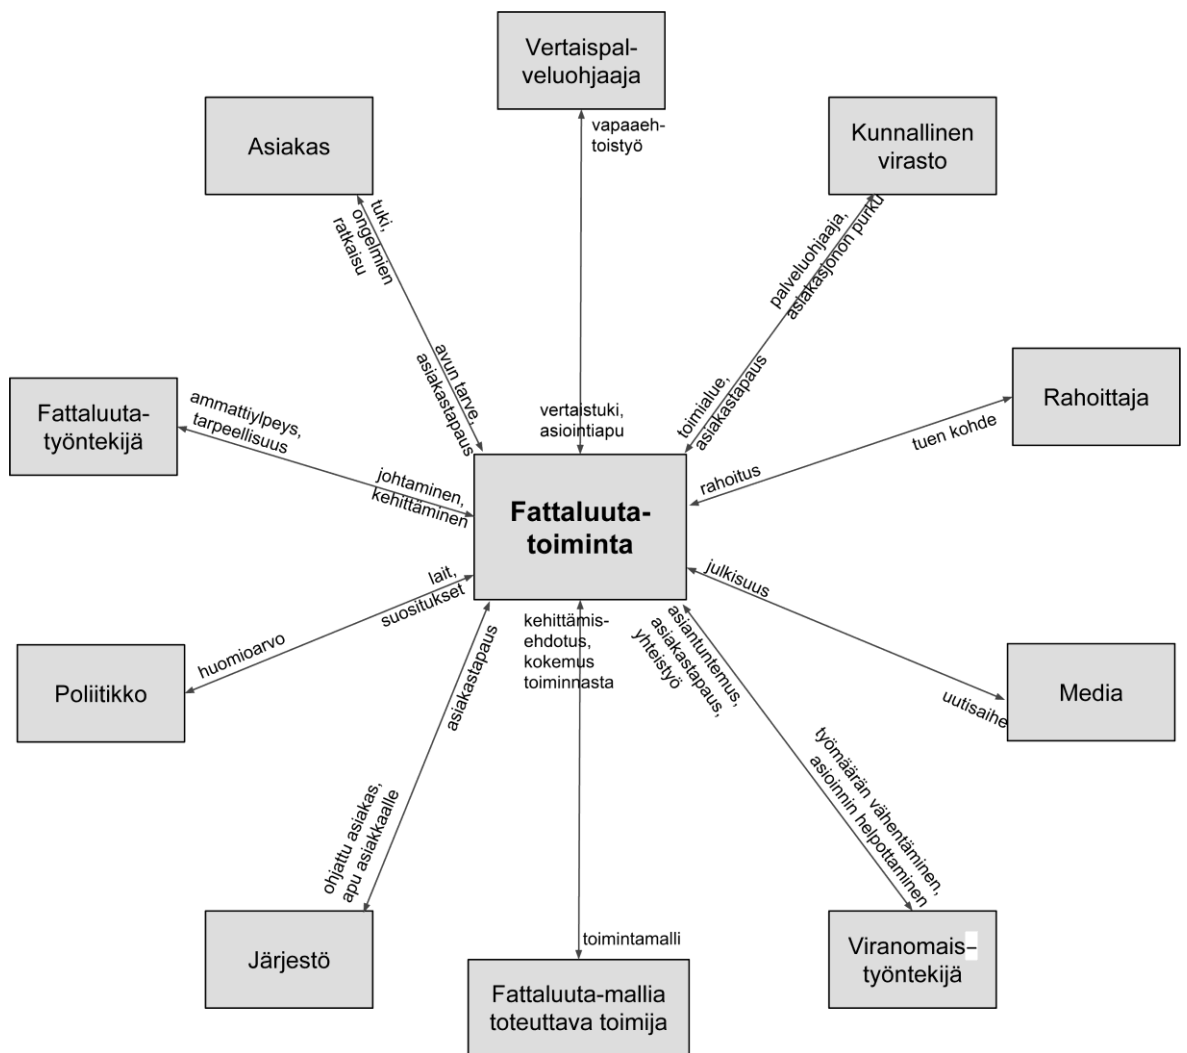 Vertaispal-
veluohjaaja
Asiakas
Kunnallinen
virasto
vapaaeh-
toistyö
tuki,
ongelmien
ratkaisu
palveluohjaaja,
asiakasjonon purku
avun tarve,
asiakastapaus
vertaistuki,
asiointiapu
toimialue,
asiakastapaus
Fattaluuta-
työntekijä
ammattiylpeys,
tarpeellisuus
johtaminen,
kehittäminen
Rahoittaja
tuen kohde
rahoitus
Fattaluuta-
toiminta
Poliitikko
huomioarvo
lait,
suositukset
julkisuus
uutisaihe
Media
asiakastapaus
ohjattu asiakas,
apu asiakkaalle
Järjestö
kehittämis-
ehdotus,
kokemus
toiminnasta
toimintamalli
Fattaluuta-mallia
toteuttava toimija
asiantuntemus,
asiakastapaus,
yhteistyö
työmäärän vähentäminen,
asioinnin helpottaminen
Viranomais–
työntekijä